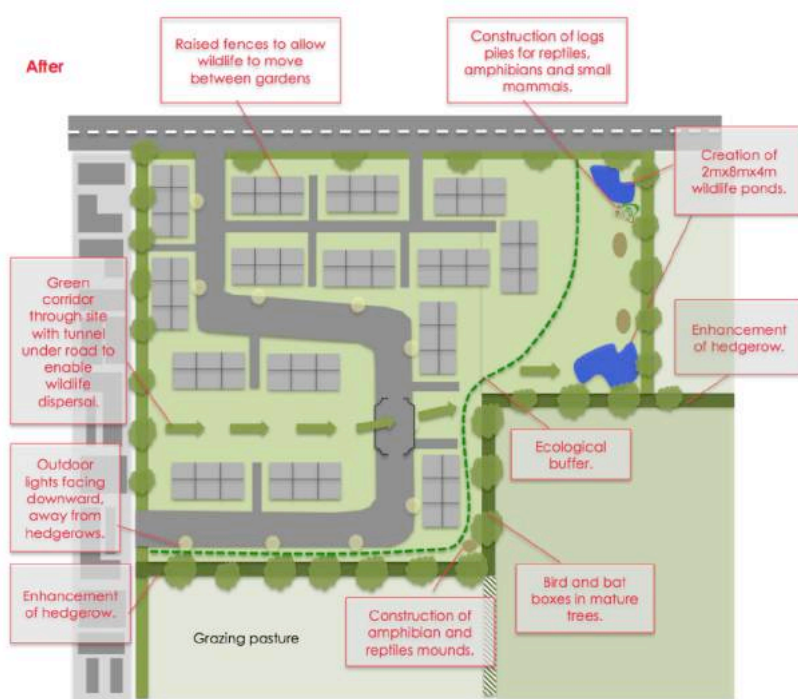 After
Raised fences to allow
wildlife to move
between gardens
Construction of logs
piles for reptiles,
amphibians and small
mammals.
Creation of
2mx8mx4m
wildlife ponds.
Green
corridor through
site with tunnel
under road to
enable
wildlife
dispersal.
Enhancement
of hedgerow.
Ecological
buffer.
Outdoor
lights facing
downward,
away from
hedgerows.
Enhancement
of hedgerow.
Construction of
amphibian and
reptiles mounds.
Bird and bat
boxes in mature
trees.
Grazing pasture